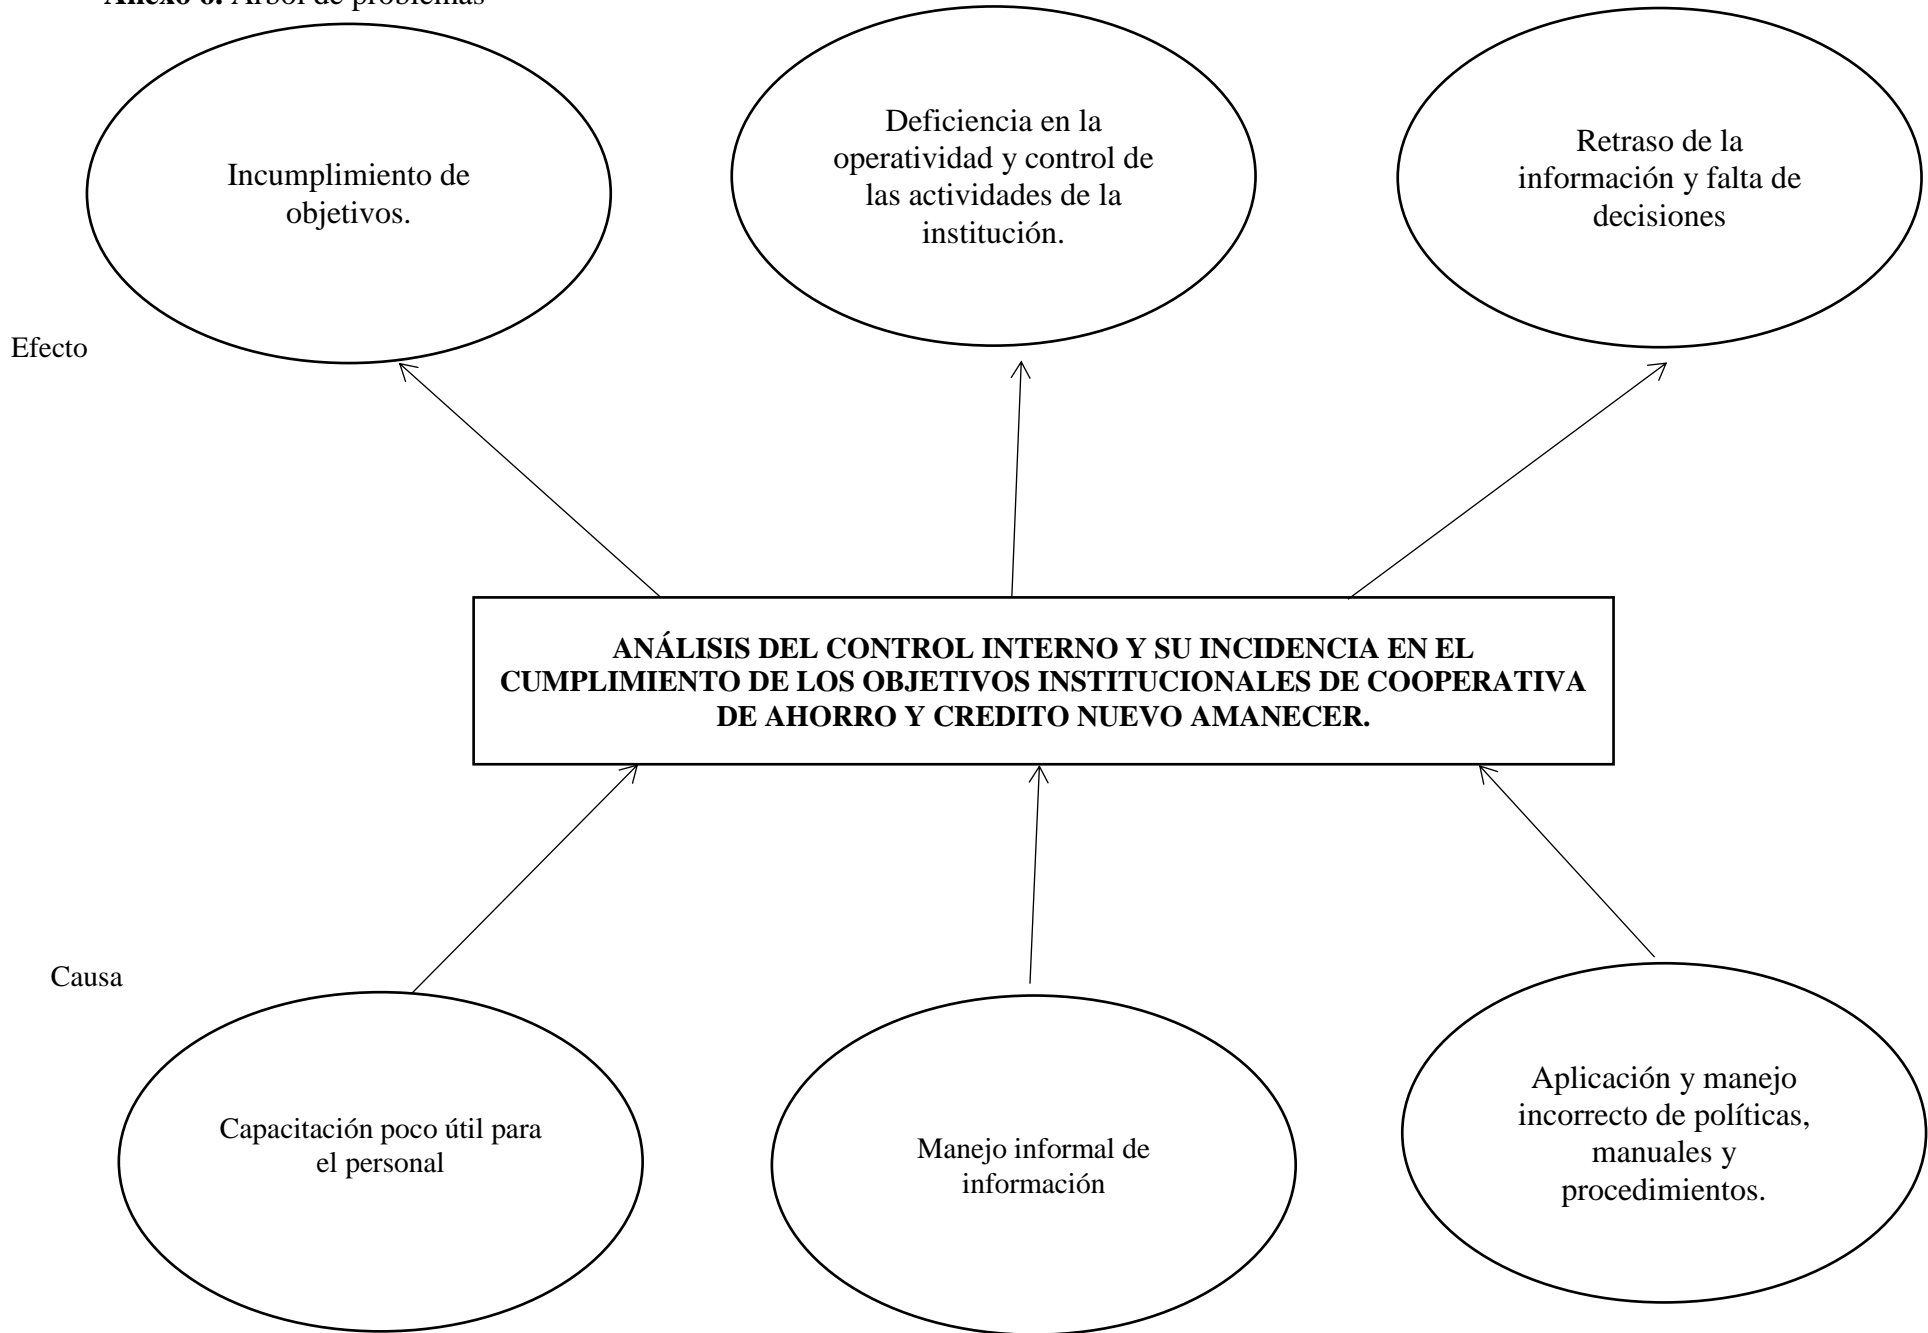 Anexo 6. Árbol de problemas
Incumplimiento de
objetivos.
Deficiencia en la
operatividad y control de
las actividades de la
institución.
Retraso de la
información y falta de
decisiones
Efecto
ANÁLISIS DEL CONTROL INTERNO Y SU INCIDENCIA EN EL
CUMPLIMIENTO DE LOS OBJETIVOS INSTITUCIONALES DE COOPERATIVA
DE AHORRO Y CREDITO NUEVO AMANECER.
Causa
Capacitación poco útil para
el personal
Manejo informal de
información
Aplicación y manejo
incorrecto de políticas,
manuales y
procedimientos.